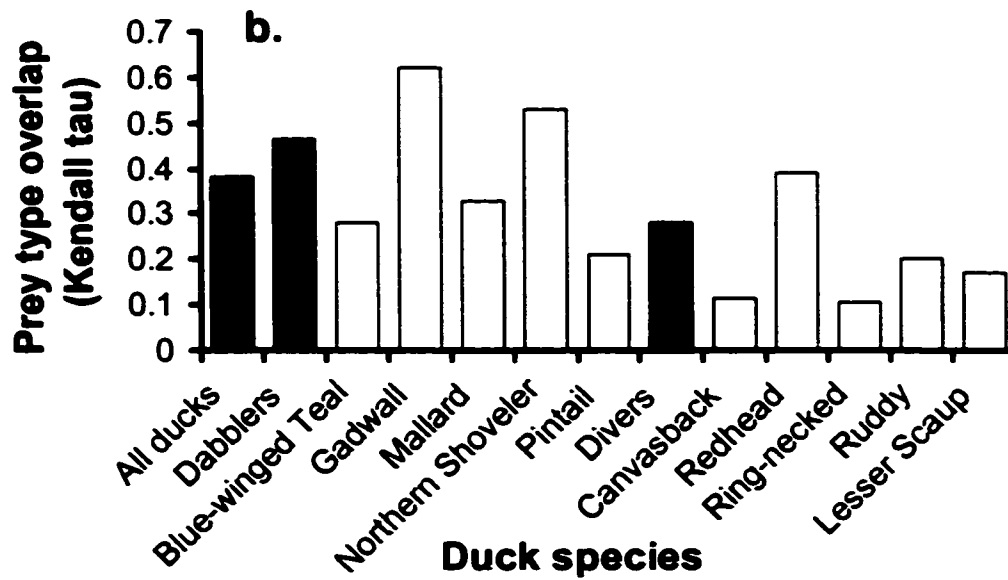 b.
Prey type overlap
(Kendall tau)
0.7
0.6
0.5
0.4
0.3
0.2
0.1
0
All ducks
Dabblers
Blue-winged Teal
Gadwall
Mallard
Northern Shoveler
Pintail
Divers
Canvasback
Redhead
Ring-necked
Ruddy
Lesser Scaup
Duck species